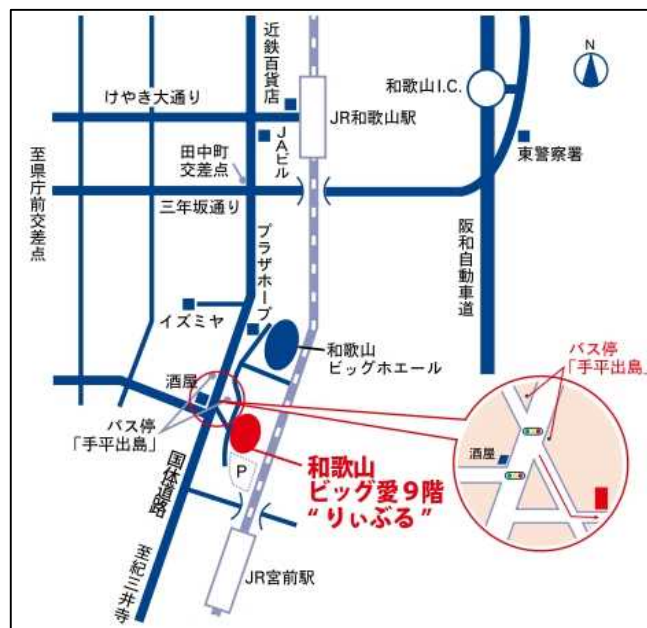 近鉄百貨店
けやき大通り
JR和歌山駅
和歌山I.C.
N
JAビル
東警察署
田中町
交差点
三年坂通り
至県庁前交差点
阪和自動車道
プラザホープ
イズミヤ
和歌山
ビッグホエール
酒屋
バス停
「手平出島」
国体道路
P
和歌山
ビッグ愛9階
“りぃぶる”
至紀三井寺
JR宮前駅
バス停
「手平出島」
酒屋